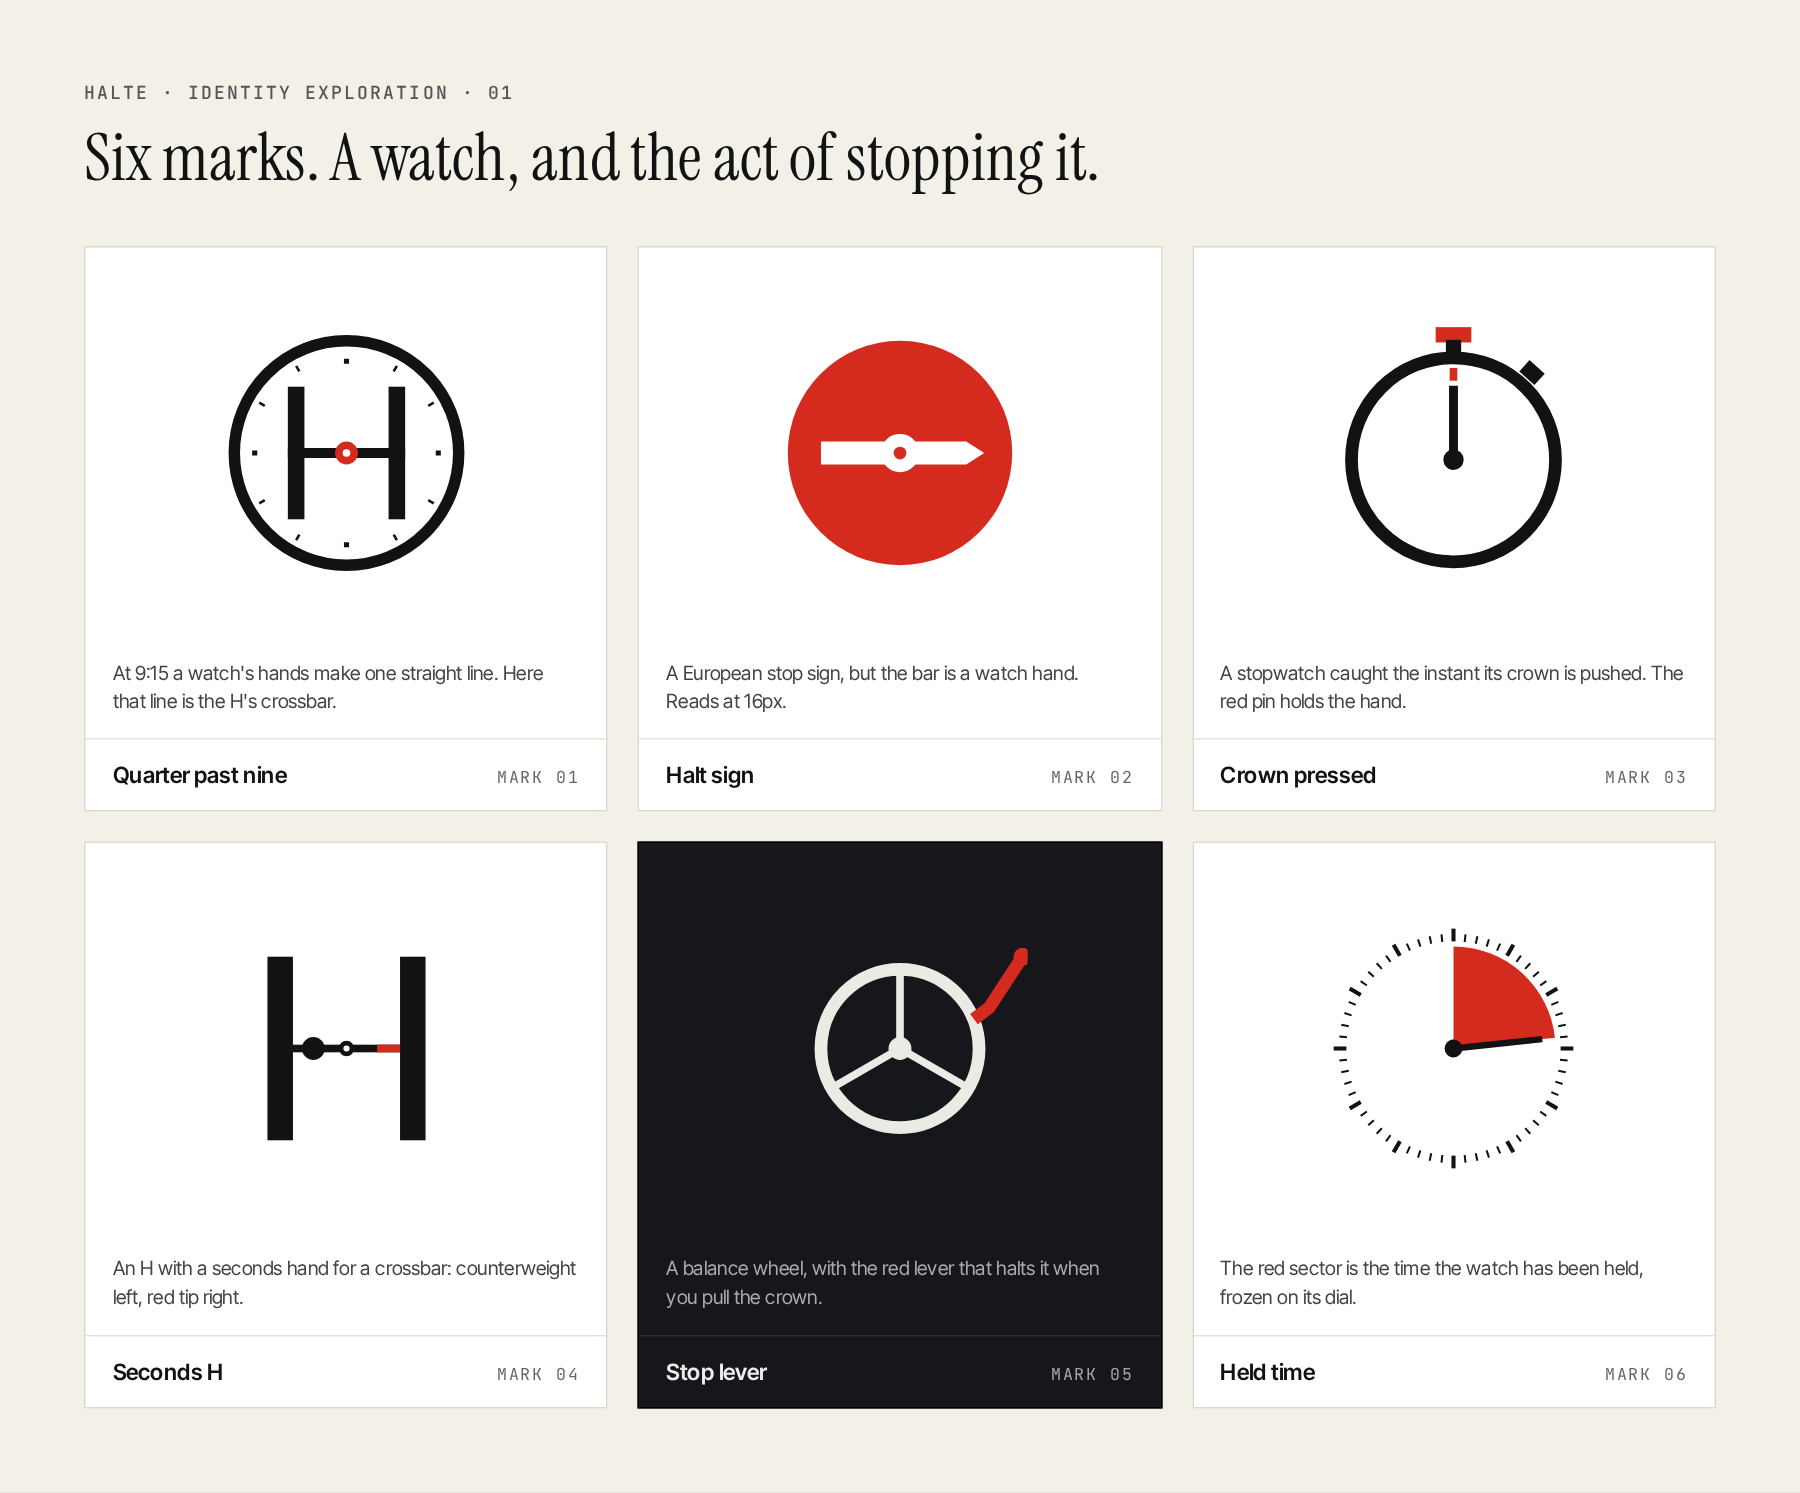 HALTE · IDENTITY EXPLORATION · 01
Six marks. A watch, and the act of stopping it.
At 9:15 a watch's hands make one straight line. Here
that line is the H's crossbar.
Quarter past nine
MARK 01
A European stop sign, but the bar is a watch hand.
Reads at 16px.
Halt sign
MARK 02
A stopwatch caught the instant its crown is pushed. The
red pin holds the hand.
Crown pressed
MARK 03
An H with a seconds hand for a crossbar: counterweight
left, red tip right.
Seconds H
MARK 04
A balance wheel, with the red lever that halts it when
you pull the crown.
Stop lever
MARK 05
The red sector is the time the watch has been held,
frozen on its dial.
Held time
MARK 06